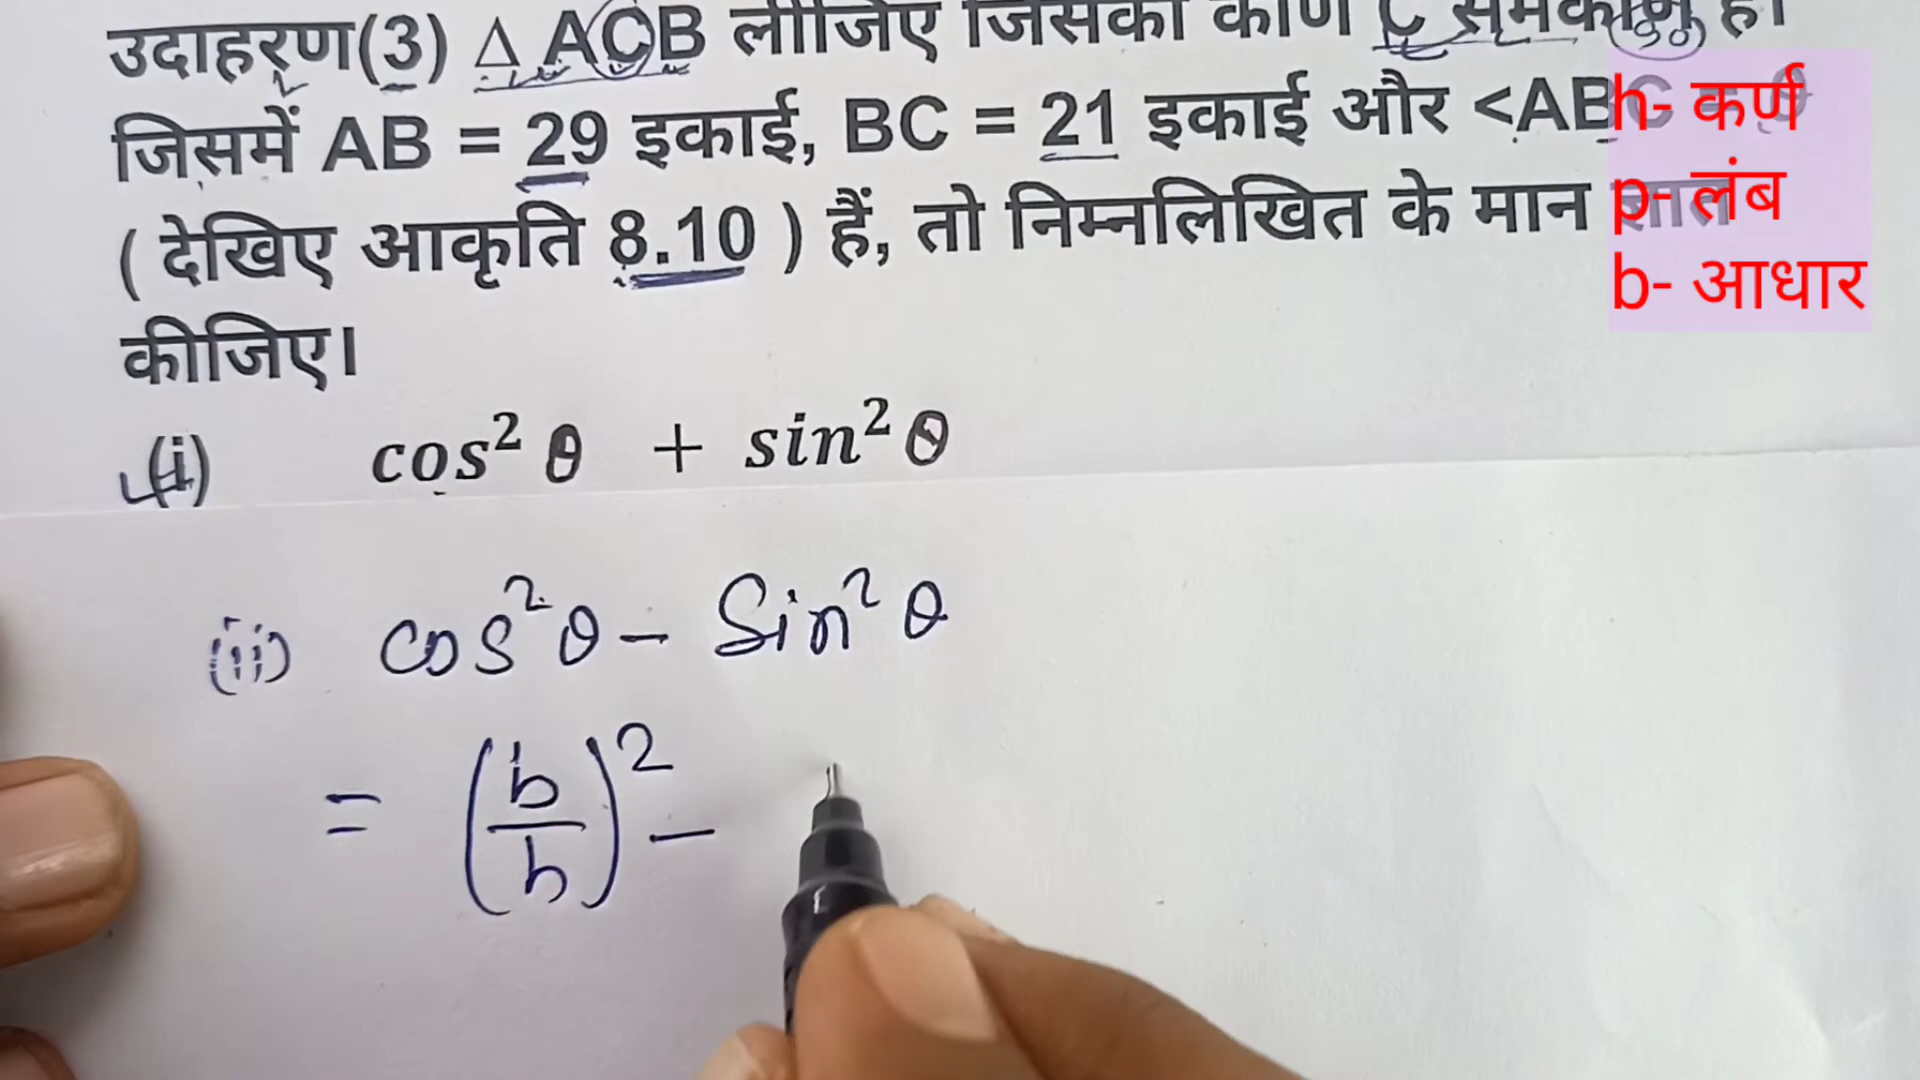 उदाहरण(3) Δ ACB लीजिए जिसका कोण C समकोण है।
जिसमें AB = 29 इकाई, BC = 21 इकाई और <ABC = θ
( देखिए आकृति 8.10 ) हैं, तो निम्नलिखित के मान ज्ञात
कीजिए।
h- कर्ण
p- लंब
b- आधार
(i) cos² θ + sin² θ
(ii) cos² θ - Sin² θ
= (b/h)² -